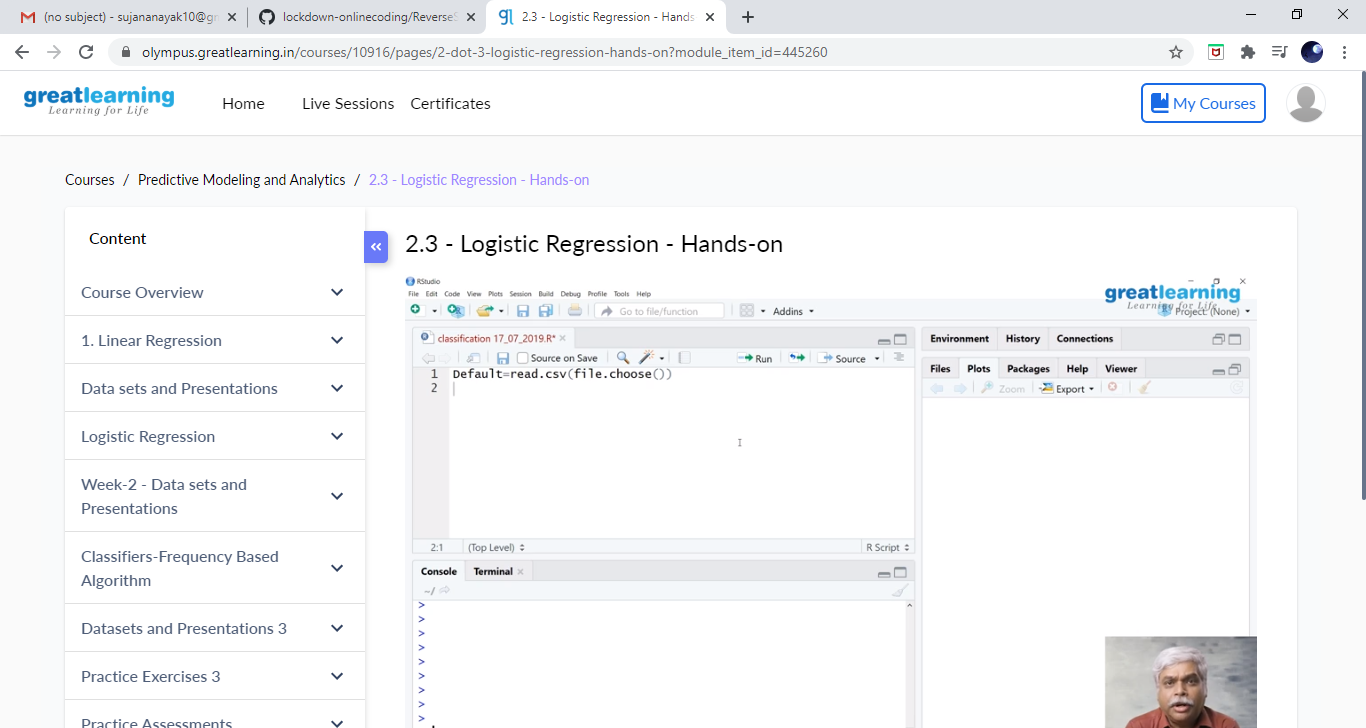 (no subject) - sujananayak10@gm
lockdown-onlinecoding/ReverseS
2.3 - Logistic Regression - Hands
olympus.greatlearning.in/courses/10916/pages/2-dot-3-logistic-regression-hands-on?module_item_id=445260
greatlearning
Learning for Life
Home
Live Sessions
Certificates
My Courses
Courses / Predictive Modeling and Analytics / 2.3 - Logistic Regression - Hands-on
Content
Course Overview
1. Linear Regression
Data sets and Presentations
Logistic Regression
Week-2 - Data sets and
Presentations
Classifiers-Frequency Based
Algorithm
Datasets and Presentations 3
Practice Exercises 3
Practice Assessments
2.3 - Logistic Regression - Hands-on
RStudio
File Edit Code View Plots Session Build Debug Profile Tools Help
greatlearning
Learning for Life
Go to file/function
Addins
Project: (None)
classification 17_07_2019.R*
Source on Save
Run
Source
1 Default=read.csv(file.choose())
2
2:1
(Top Level)
R Script
Console
Terminal
~/
>
>
>
>
>
>
>
>
>
Environment History Connections
Files Plots Packages Help Viewer
Zoom
Export